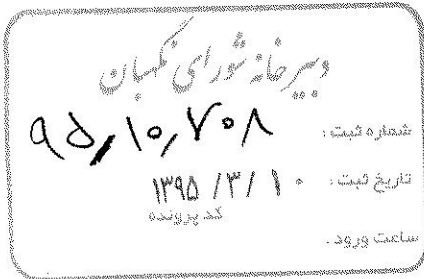 دبیرخانه شورای نگهبان
شماره ثبت: ۹۵/۱۰/۷۰۸
تاریخ ثبت: ۱۳۹۵/۳/۱۰
کد پرونده
ساعت ورود: